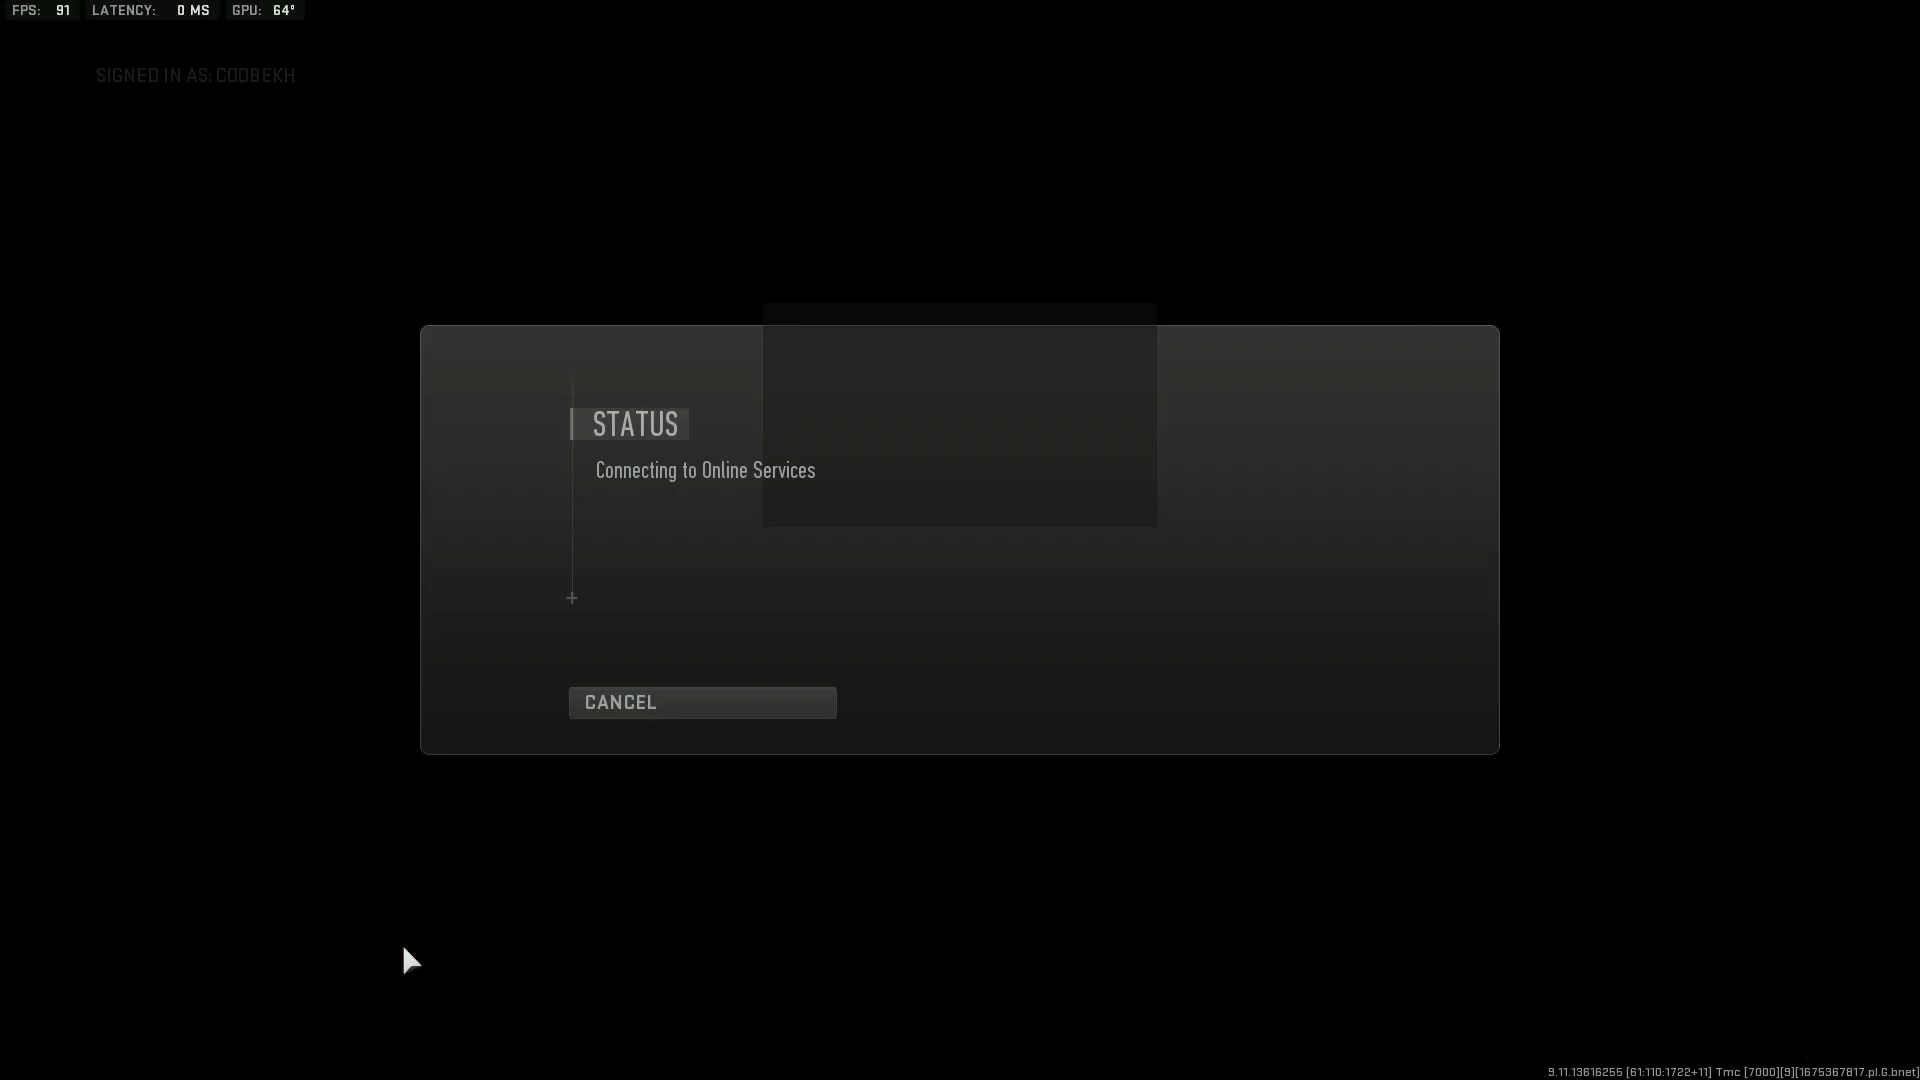 FPS: 91 LATENCY: 0 MS GPU: 64°
SIGNED IN AS: COOBEKH
STATUS
Connecting to Online Services
CANCEL
9.11.13616255 [61:110:1722+11] Tmc [7000][9][1675367817.pl.G.bnet]